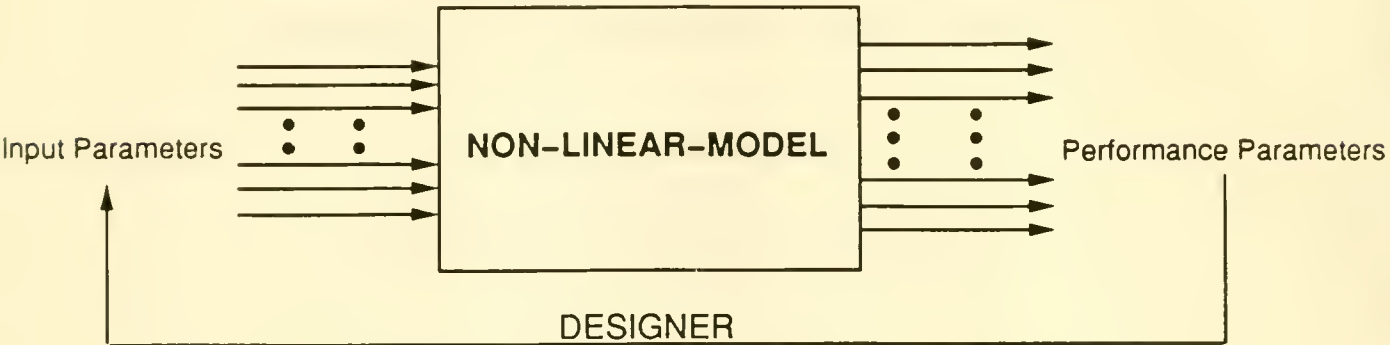 Input Parameters
NON-LINEAR-MODEL
Performance Parameters
DESIGNER